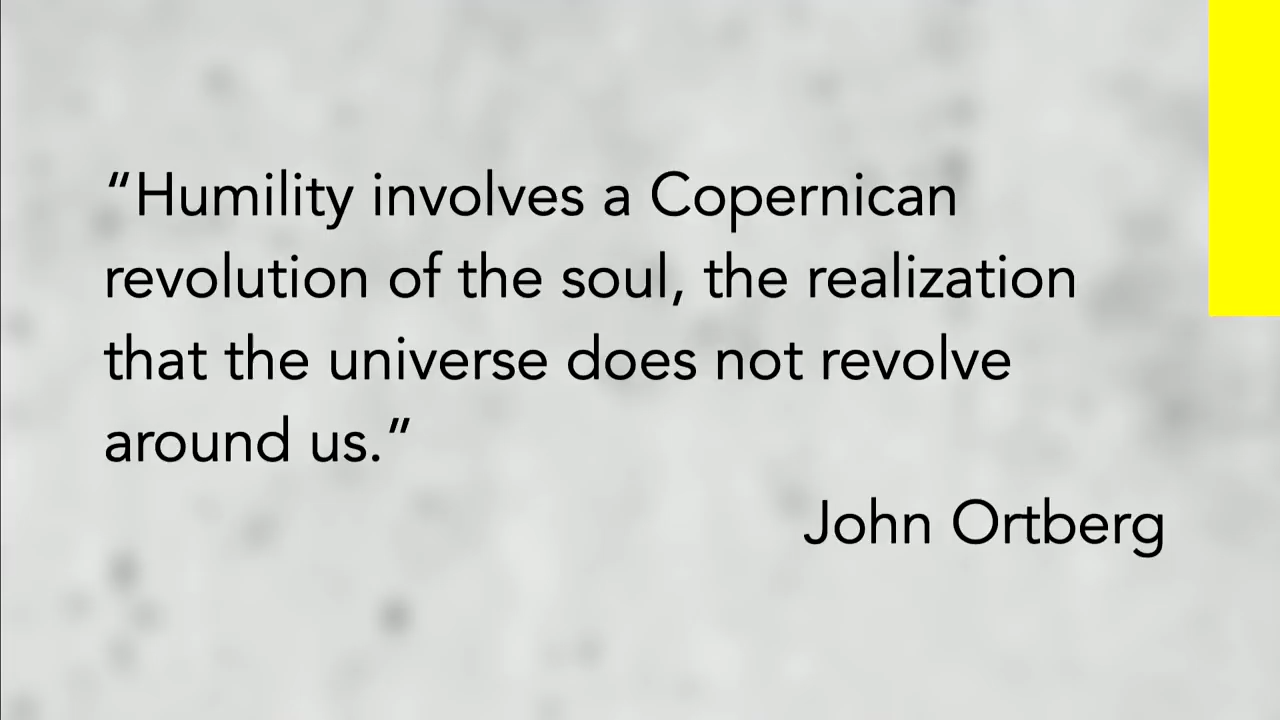 “Humility involves a Copernican
revolution of the soul, the realization
that the universe does not revolve
around us.”
John Ortberg